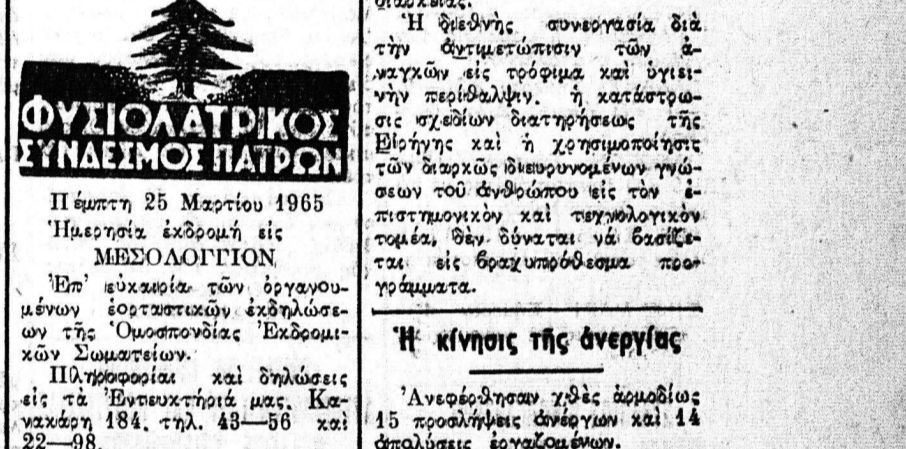 ΦΥΣΙΟΛΑΤΡΙΚΟΣ
ΣΥΝΔΕΣΜΟΣ ΠΑΤΡΩΝ
Πέμπτη 25 Μαρτίου 1965
Ἡμερησία ἐκδρομή εἰς
ΜΕΣΟΛΟΓΓΙΟΝ
Ἐπ' εὐκαιρία τῶν ὀργανου-
μένων ἑορταστικῶν ἐκδηλώσε-
ων τῆς Ὁμοσπονδίας Ἐκδρομι-
κῶν Σωματείων.
Πληροφορίαι καὶ δηλώσεις
εἰς τὰ Ἐντευκτήριά μας. Κα-
νακάρη 184. τηλ. 43—56 καὶ
22—98.
διαρκείας.
Ἡ διεθνὴς συνεργασία διὰ
τὴν ἀντιμετώπισιν τῶν ἀ-
ναγκῶν εἰς τρόφιμα καὶ ὑγιει-
νὴν περίθαλψιν. ἡ κατάστρω-
σις σχεδίων διατηρήσεως τῆς
Εἰρήνης καὶ ἡ χρησιμοποίησις
τῶν διαρκῶς διευρυνομένων γνώ-
σεων τοῦ ἀνθρώπου εἰς τὸν ἐ-
πιστημονικὸν καὶ τεχνολογικὸν
τομέα, δὲν δύναται νά βασίζε-
ται εἰς βραχυπρόθεσμα προ-
γράμματα.
Ἡ κίνησις τῆς ἀνεργίας
Ἀνεφέρθησαν χθὲς ἁρμοδίως
15 προσλήψεις ἀνέργων καὶ 14
ἀπολύσεις ἐργαζομένων.